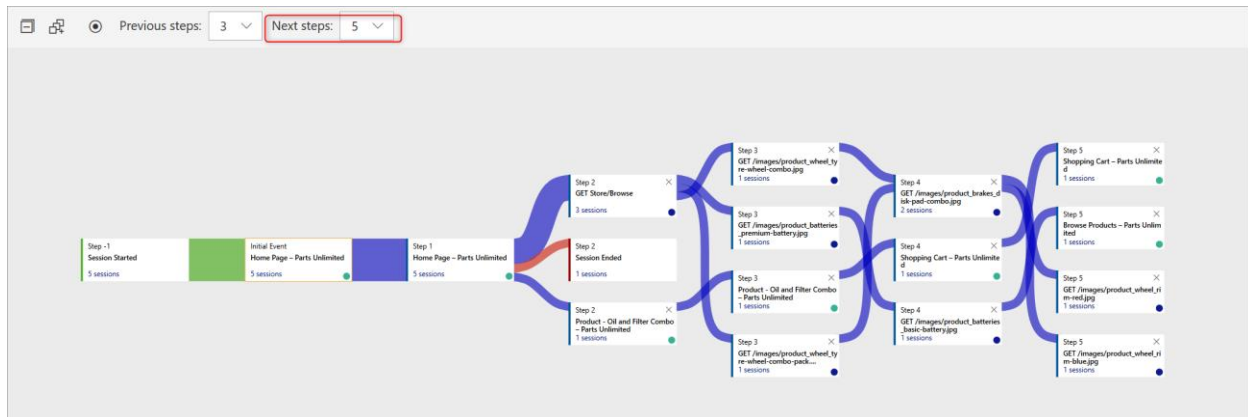 Previous steps: 3 Next steps: 5
Step -1
Session Started
5 sessions
Initial Event
Home Page – Parts Unlimited
5 sessions
Step 1
Home Page – Parts Unlimited
5 sessions
Step 2
GET Store/Browse
3 sessions
Step 2
Session Ended
1 sessions
Step 2
Product - Oil and Filter Combo
– Parts Unlimited
1 sessions
Step 3
GET /images/product_wheel_ty
re-wheel-combo.jpg
1 sessions
Step 3
GET /images/product_batteries
_premium-battery.jpg
1 sessions
Step 3
Product - Oil and Filter Combo
– Parts Unlimited
1 sessions
Step 3
GET /images/product_wheel_ty
re-wheel-combo-pack....
1 sessions
Step 4
GET /images/product_brakes_d
isk-pad-combo.jpg
2 sessions
Step 4
Shopping Cart – Parts Unlimite
d
1 sessions
Step 4
GET /images/product_batteries
_basic-battery.jpg
1 sessions
Step 5
Shopping Cart – Parts Unlimite
d
1 sessions
Step 5
Browse Products – Parts Unlim
ited
1 sessions
Step 5
GET /images/product_wheel_ri
m-red.jpg
1 sessions
Step 5
GET /images/product_wheel_ri
m-blue.jpg
1 sessions